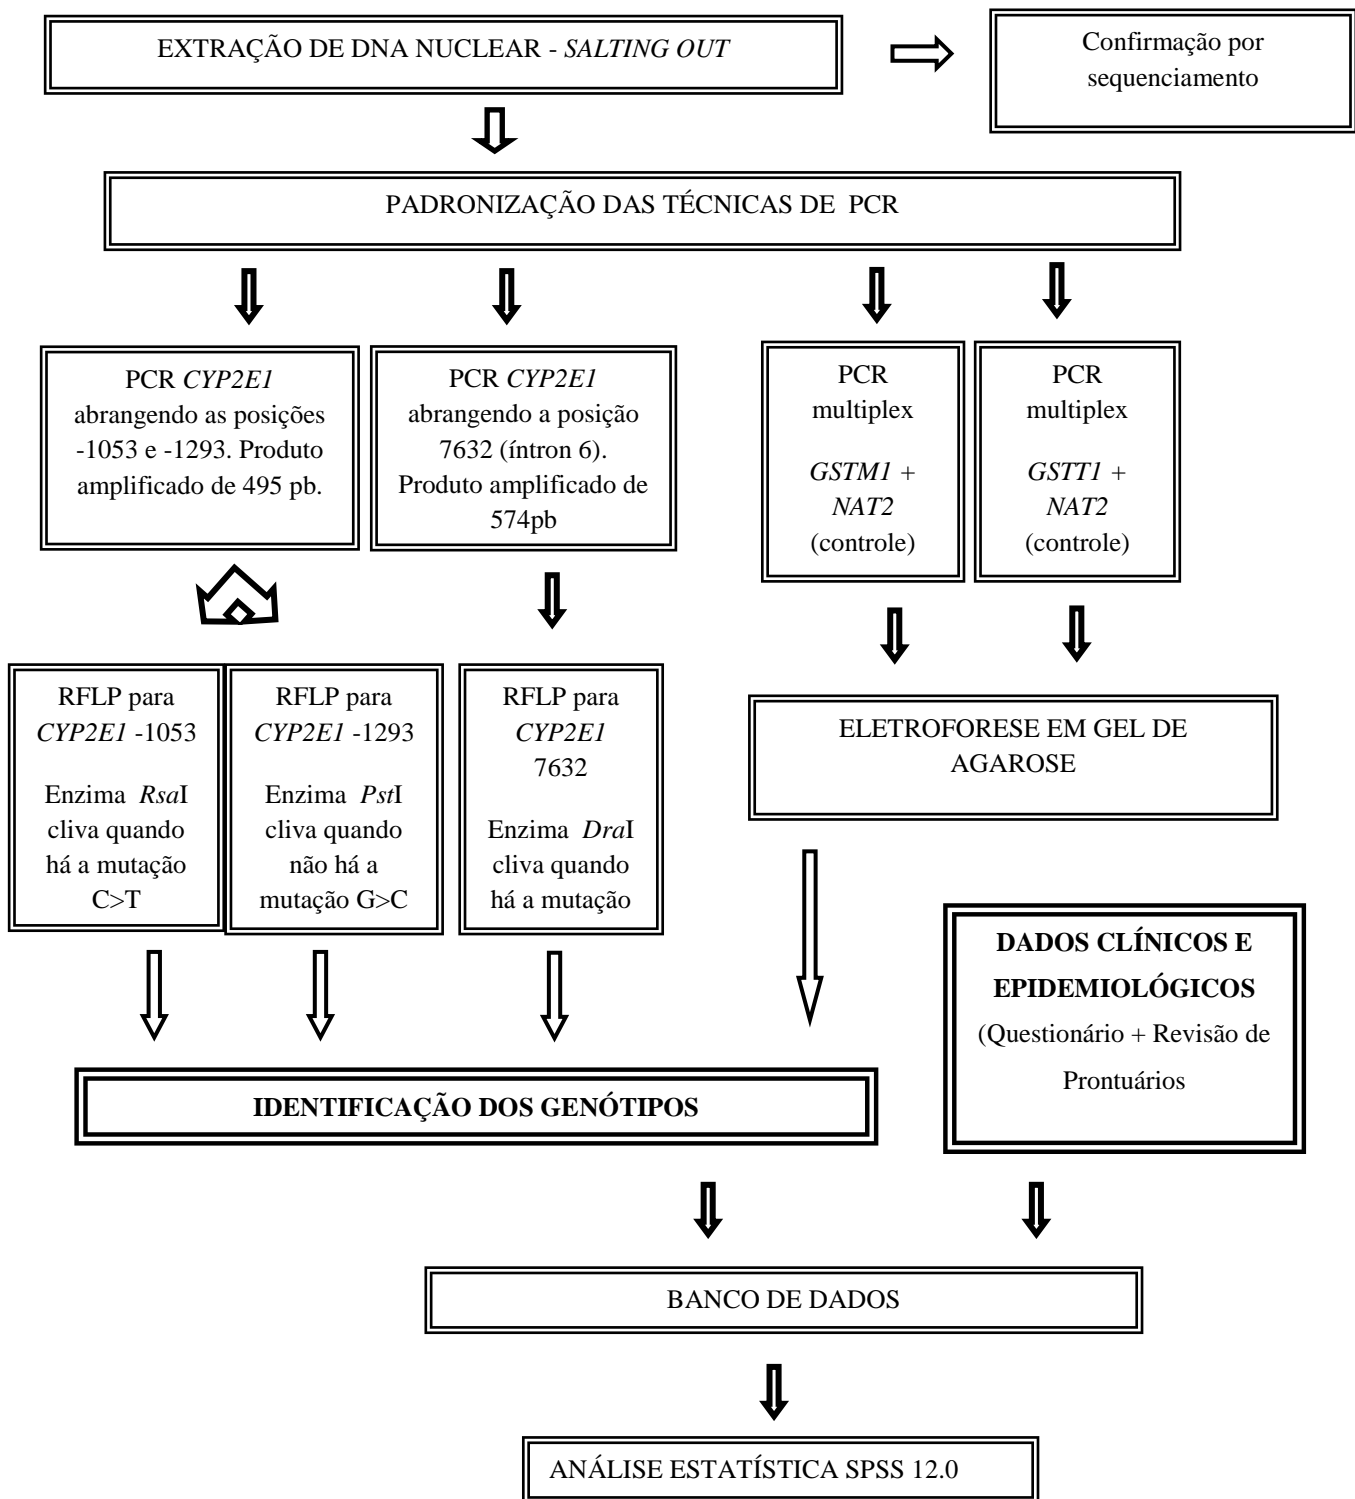 EXTRAÇÃO DE DNA NUCLEAR - SALTING OUT
Confirmação por
sequenciamento
PADRONIZAÇÃO DAS TÉCNICAS DE PCR
PCR CYP2E1
abrangendo as posições
-1053 e -1293. Produto
amplificado de 495 pb.
PCR CYP2E1
abrangendo a posição
7632 (íntron 6).
Produto amplificado de
574pb
PCR
multiplex
GSTM1 +
NAT2
(controle)
PCR
multiplex
GSTT1 +
NAT2
(controle)
RFLP para
CYP2E1 -1053
Enzima RsaI
cliva quando
há a mutação
C>T
RFLP para
CYP2E1 -1293
Enzima PstI
cliva quando
não há a
mutação G>C
RFLP para
CYP2E1
7632
Enzima DraI
cliva quando
há a mutação
ELETROFORESE EM GEL DE
AGAROSE
DADOS CLÍNICOS E
EPIDEMIOLÓGICOS
(Questionário + Revisão de
Prontuários
IDENTIFICAÇÃO DOS GENÓTIPOS
BANCO DE DADOS
ANÁLISE ESTATÍSTICA SPSS 12.0